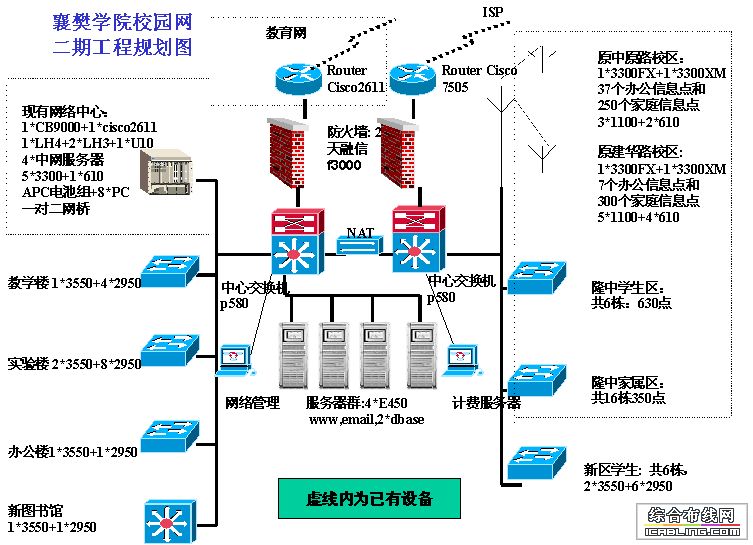 襄樊学院校园网
二期工程规划图
教育网
ISP
Router
Cisco2611
Router Cisco
7505
现有网络中心:
1*CB9000+1*cisco2611
1*LH4+2*LH3+1*U10
4*中网服务器
5*3300+1*610
APC电池组+8*PC
一对二网桥
防火墙: 2
天融信
f3000
原中原路校区:
1*3300FX+1*3300XM
37个办公信息点和
250个家庭信息点
3*1100+2*610
原建华路校区:
1*3300FX+1*3300XM
7个办公信息点和
300个家庭信息点
5*1100+4*610
NAT
中心交换机
p580
中心交换机
p580
教学楼 1*3550+4*2950
实验楼 2*3550+8*2950
办公楼1*3550+1*2950
新图书馆
1*3550+1*2950
隆中学生区:
共6栋: 630点
隆中家属区:
共16栋350点
新区学生: 共6栋,
2*3550+6*2950
网络管理
服务器群:4*E450
www,email,2*dbase
计费服务器
虚线内为已有设备
综合布线网
ICABLING.COM